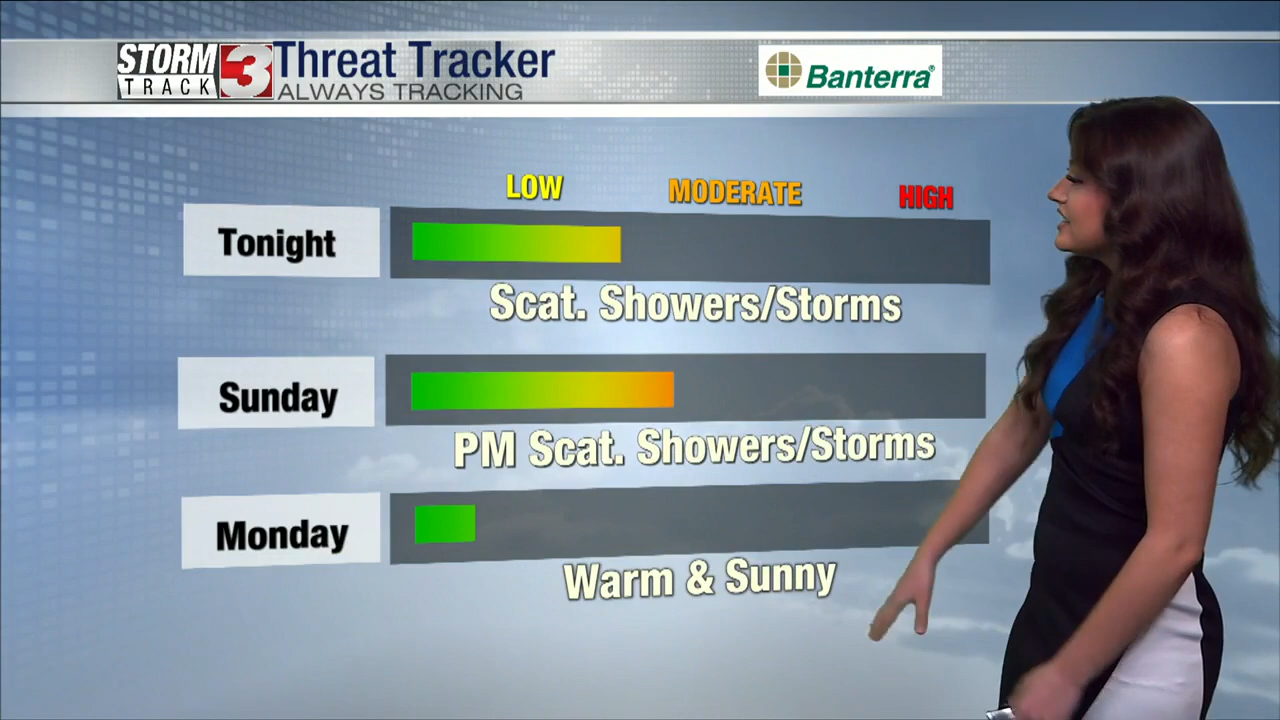 STORM
TRACK
3
Threat Tracker
ALWAYS TRACKING
Banterra®
LOW MODERATE HIGH
Tonight
Scat. Showers/Storms
Sunday
PM Scat. Showers/Storms
Monday
Warm & Sunny